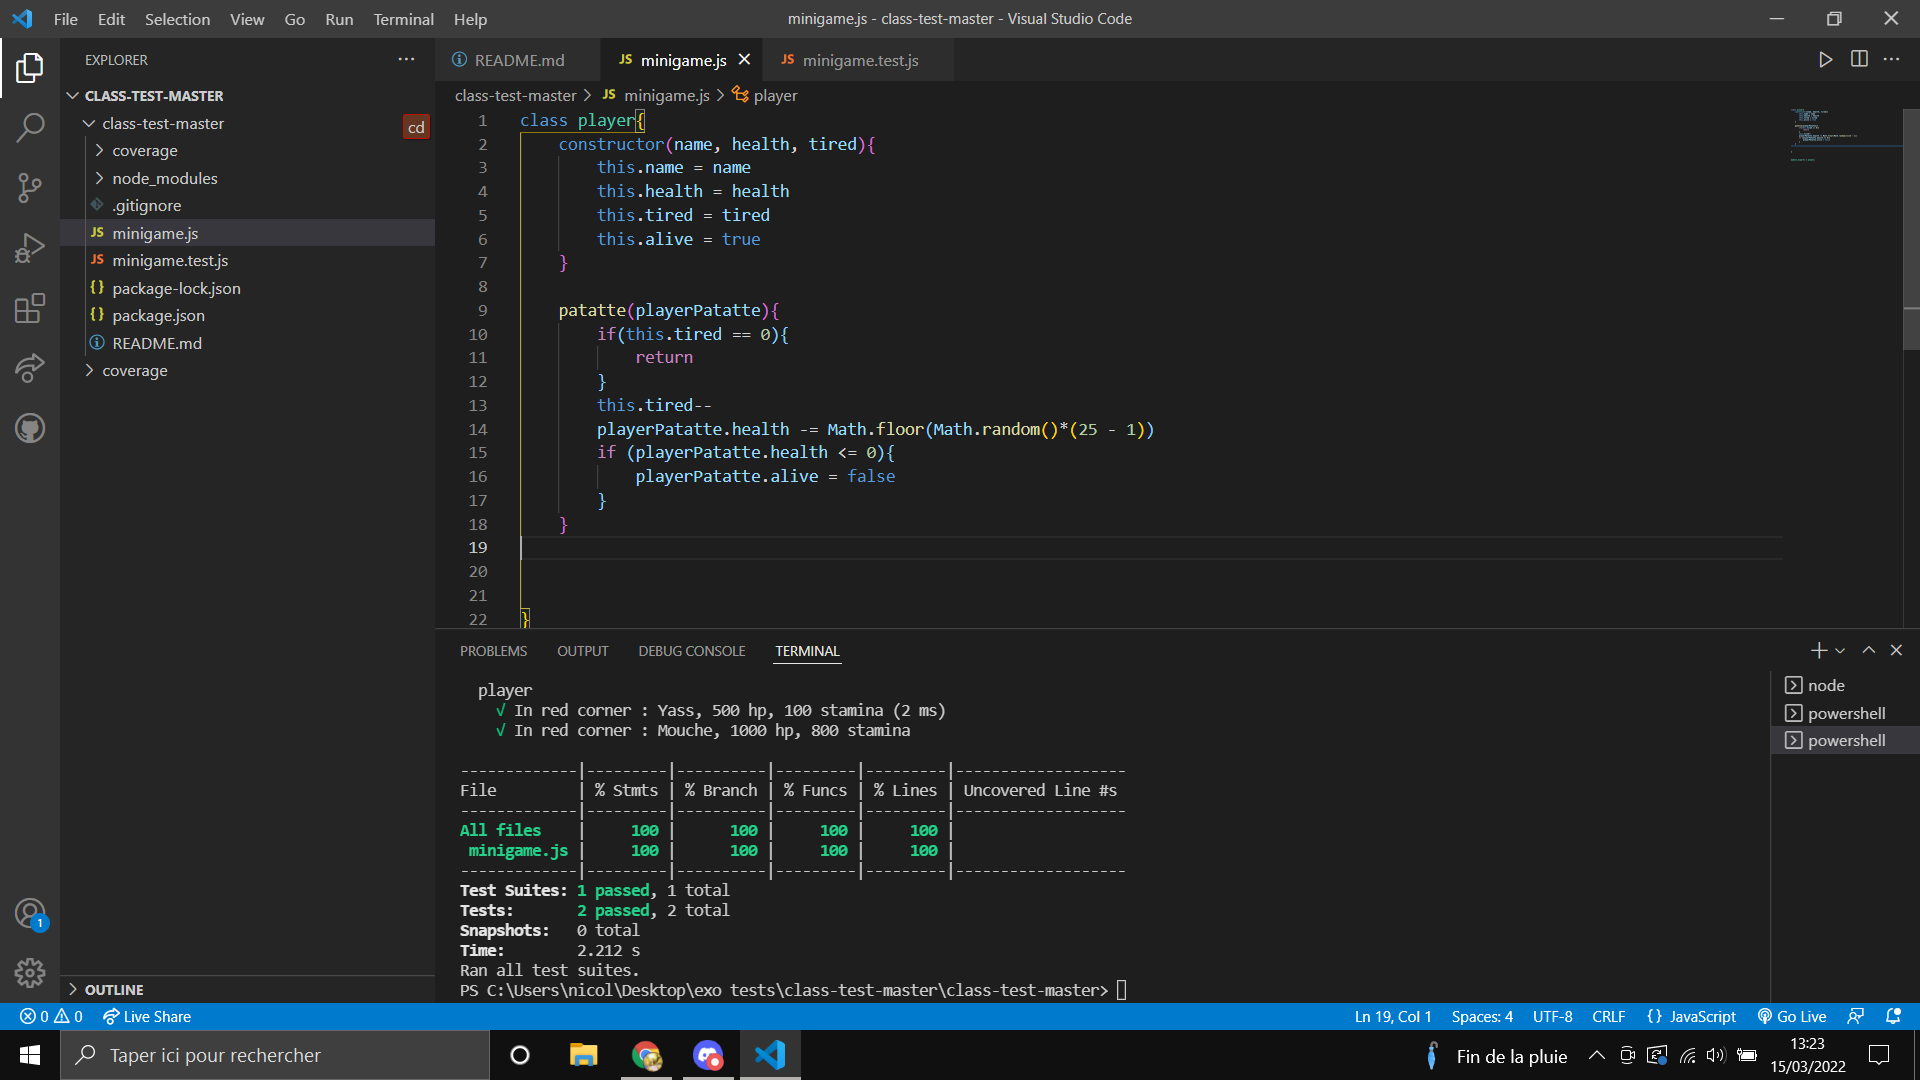 File Edit Selection View Go Run Terminal Help
minigame.js - class-test-master - Visual Studio Code
EXPLORER
CLASS-TEST-MASTER
class-test-master
cd
coverage
node_modules
.gitignore
JS minigame.js
JS minigame.test.js
{} package-lock.json
{} package.json
README.md
coverage
OUTLINE
README.md
JS minigame.js
JS minigame.test.js
class-test-master > JS minigame.js > player
1 class player{
2 constructor(name, health, tired){
3 this.name = name
4 this.health = health
5 this.tired = tired
6 this.alive = true
7 }
8
9 patatte(playerPatatte){
10 if(this.tired == 0){
11 return
12 }
13 this.tired--
14 playerPatatte.health -= Math.floor(Math.random()*(25 - 1))
15 if (playerPatatte.health <= 0){
16 playerPatatte.alive = false
17 }
18 }
19
20
21
22 }
PROBLEMS OUTPUT DEBUG CONSOLE TERMINAL
player
√ In red corner : Yass, 500 hp, 100 stamina (2 ms)
√ In red corner : Mouche, 1000 hp, 800 stamina
-------------|---------|----------|---------|---------|-------------------
File | % Stmts | % Branch | % Funcs | % Lines | Uncovered Line #s
-------------|---------|----------|---------|---------|-------------------
All files | 100 | 100 | 100 | 100 |
minigame.js | 100 | 100 | 100 | 100 |
-------------|---------|----------|---------|---------|-------------------
Test Suites: 1 passed, 1 total
Tests: 2 passed, 2 total
Snapshots: 0 total
Time: 2.212 s
Ran all test suites.
PS C:\Users\nicol\Desktop\exo tests\class-test-master\class-test-master>
node
powershell
powershell
1
0 0 Live Share
Ln 19, Col 1 Spaces: 4 UTF-8 CRLF {} JavaScript Go Live
Taper ici pour rechercher
Fin de la pluie
13:23
15/03/2022